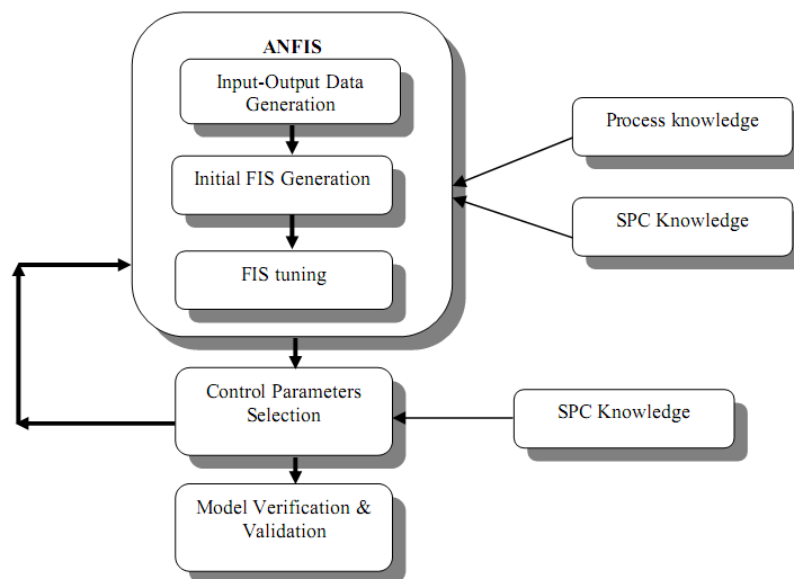 ANFIS
Input-Output Data
Generation
Process knowledge
Initial FIS Generation
SPC Knowledge
FIS tuning
Control Parameters
Selection
SPC Knowledge
Model Verification &
Validation